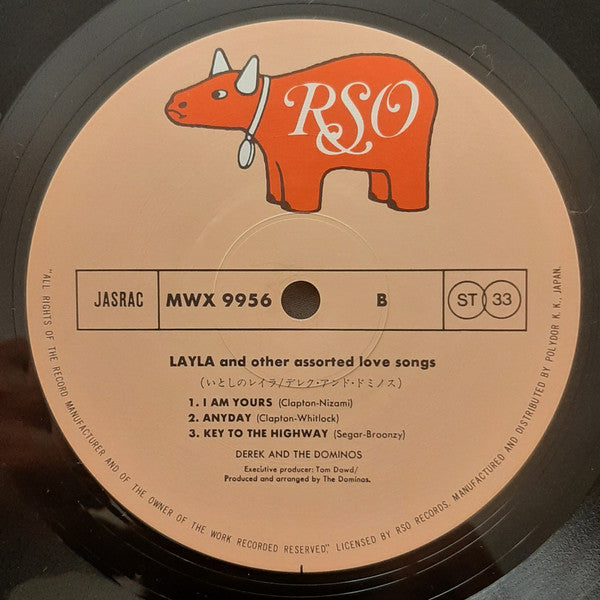 RSO
JASRAC MWX 9956 B ST 33
LAYLA and other assorted love songs
(いとしのレイラ/デレク・アンド・ドミノス)
1. I AM YOURS (Clapton-Nizami)
2. ANYDAY (Clapton-Whitlock)
3. KEY TO THE HIGHWAY (Segar-Broonzy)
DEREK AND THE DOMINOS
Executive producer: Tom Dowd/
Produced and arranged by The Dominos.
"ALL RIGHTS OF THE RECORD MANUFACTURER AND OF THE OWNER OF THE WORK RECORDED RESERVED." LICENSED BY RSO RECORDS. MANUFACTURED AND DISTRIBUTED BY POLYDOR K. K., JAPAN.